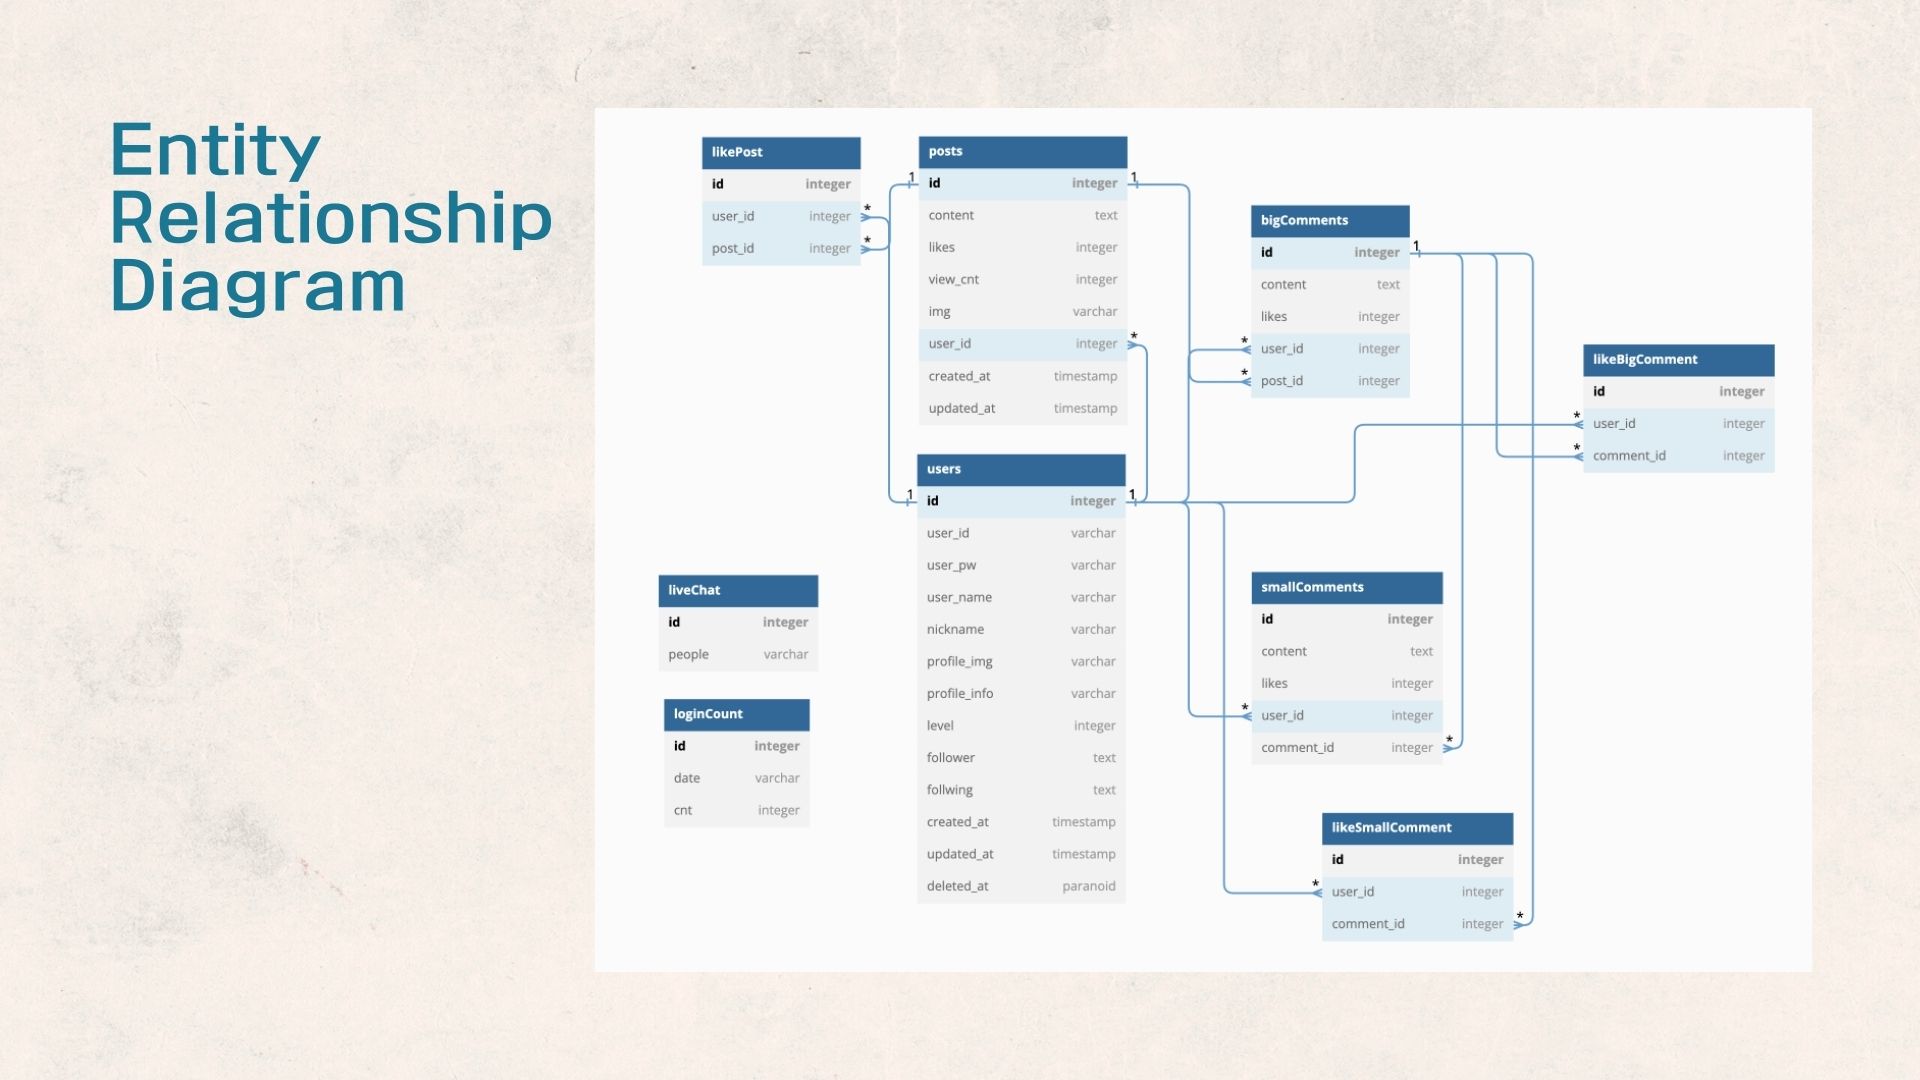 Entity
Relationship
Diagram
likePost
id integer
user_id integer
post_id integer
posts
id integer
content text
likes integer
view_cnt integer
img varchar
user_id integer
created_at timestamp
updated_at timestamp
bigComments
id integer
content text
likes integer
user_id integer
post_id integer
likeBigComment
id integer
user_id integer
comment_id integer
users
id integer
user_id varchar
user_pw varchar
user_name varchar
nickname varchar
profile_img varchar
profile_info varchar
level integer
follower text
follwing text
created_at timestamp
updated_at timestamp
deleted_at paranoid
liveChat
id integer
people varchar
loginCount
id integer
date varchar
cnt integer
smallComments
id integer
content text
likes integer
user_id integer
comment_id integer
likeSmallComment
id integer
user_id integer
comment_id integer
1
1
1
1
1
*
*
*
*
*
*
*
*
*
*
*